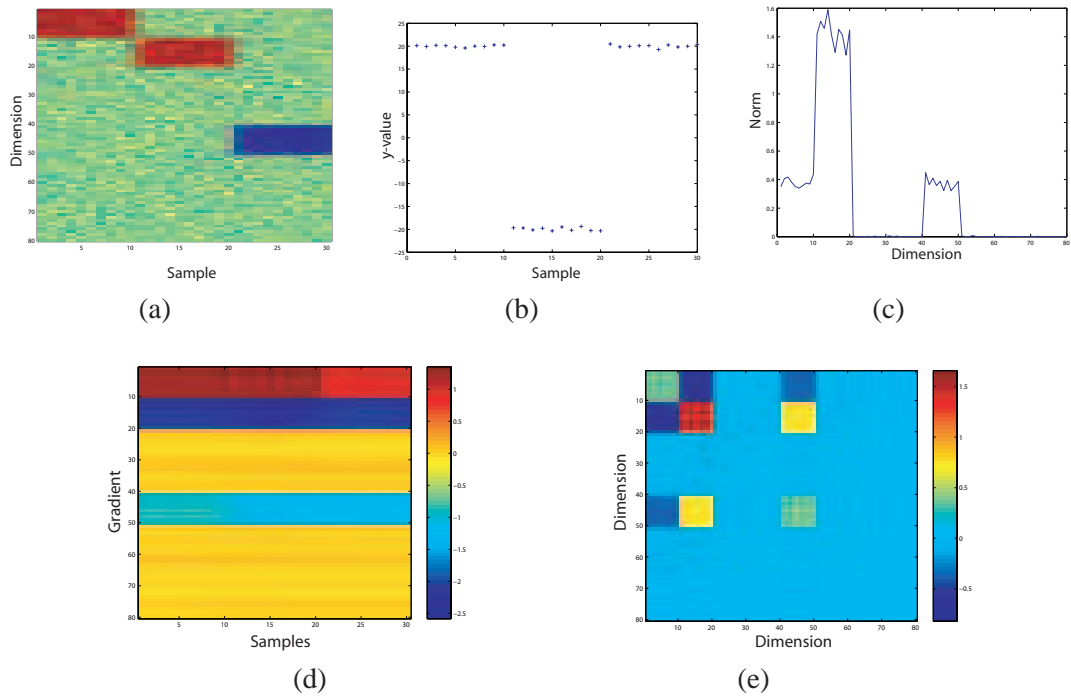 10
20
30
40
50
60
70
80
Dimension
5 10 15 20 25 30
Sample
(a)
25
20
15
10
5
0
−5
−10
−15
−20
−25
y-value
0 5 10 15 20 25 30
Sample
(b)
1.6
1.4
1.2
1
0.8
0.6
0.4
0.2
0
Norm
0 10 20 30 40 50 60 70 80
Dimension
(c)
10
20
30
40
50
60
70
80
Gradient
5 10 15 20 25 30
Samples
1
0.5
0
−0.5
−1
−1.5
−2
−2.5
(d)
10
20
30
40
50
60
70
80
Dimension
10 20 30 40 50 60 70 80
Dimension
1.5
1
0.5
0
−0.5
(e)